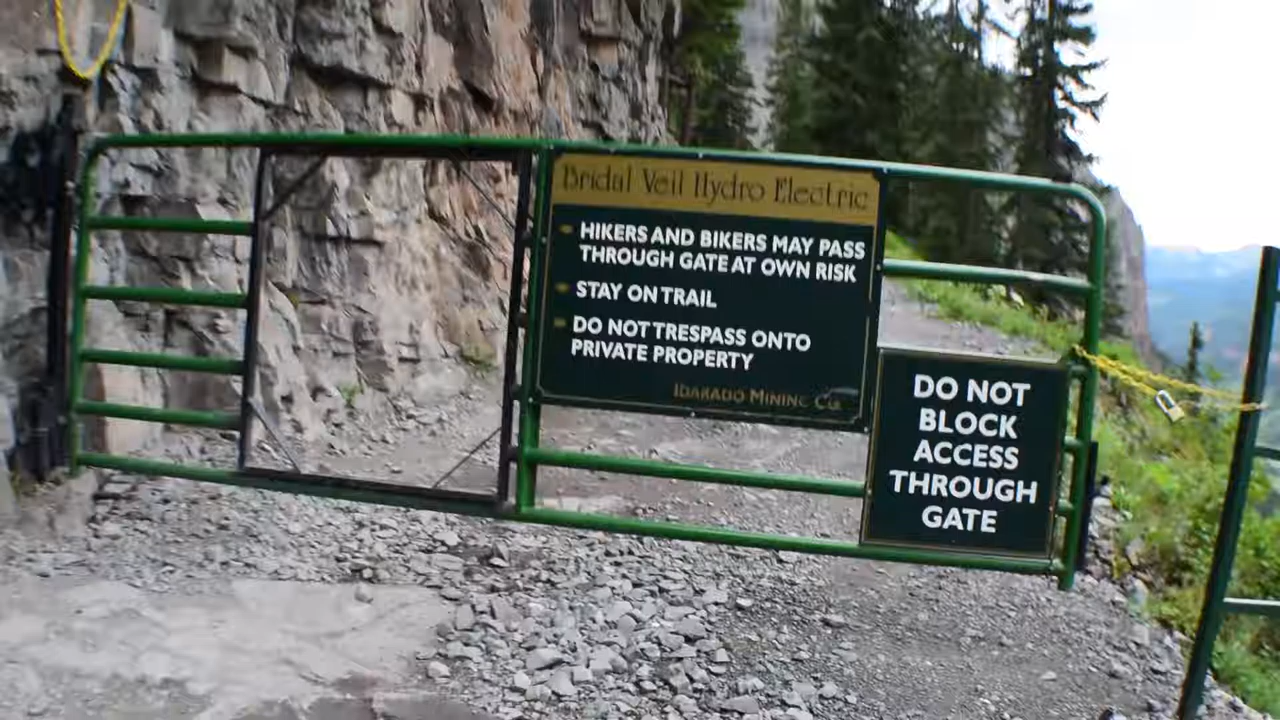 Bridal Veil Hydro Electric
HIKERS AND BIKERS MAY PASS
THROUGH GATE AT OWN RISK
STAY ON TRAIL
DO NOT TRESPASS ONTO
PRIVATE PROPERTY
IDARADO MINING CO.
DO NOT
BLOCK
ACCESS
THROUGH
GATE